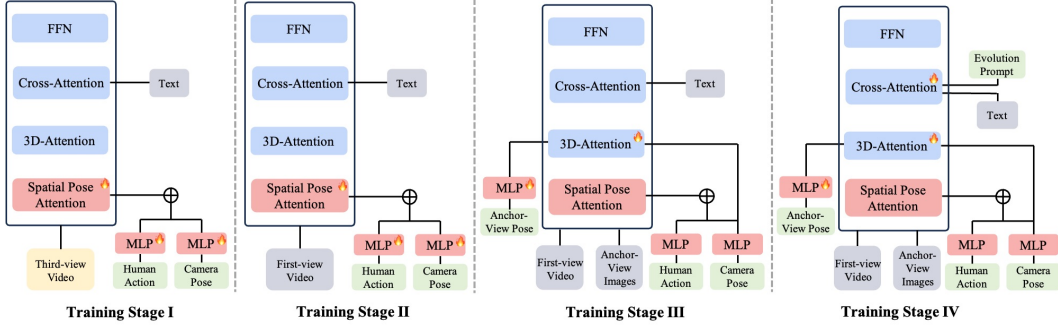 FFN
Cross-Attention
Text
3D-Attention
Spatial Pose
Attention
MLP
MLP
Third-view
Video
Human
Action
Camera
Pose
Training Stage I
FFN
Cross-Attention
Text
3D-Attention
Spatial Pose
Attention
MLP
MLP
First-view
Video
Human
Action
Camera
Pose
Training Stage II
FFN
Cross-Attention
Text
3D-Attention
MLP
Spatial Pose
Attention
Anchor-
View Pose
First-view
Video
Anchor-
View
Images
MLP
MLP
Human
Action
Camera
Pose
Training Stage III
FFN
Evolution
Prompt
Cross-Attention
Text
3D-Attention
MLP
Spatial Pose
Attention
Anchor-
View Pose
First-view
Video
Anchor-
View
Images
MLP
MLP
Human
Action
Camera
Pose
Training Stage IV